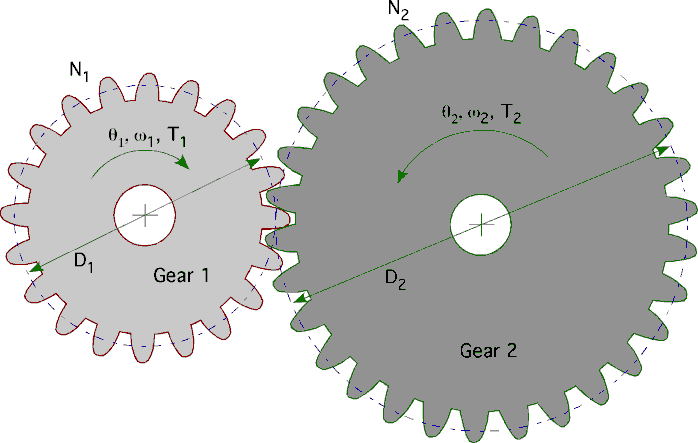 N₁
N₂
θ₁, ω₁, T₁
θ₂, ω₂, T₂
D₁
D₂
Gear 1
Gear 2